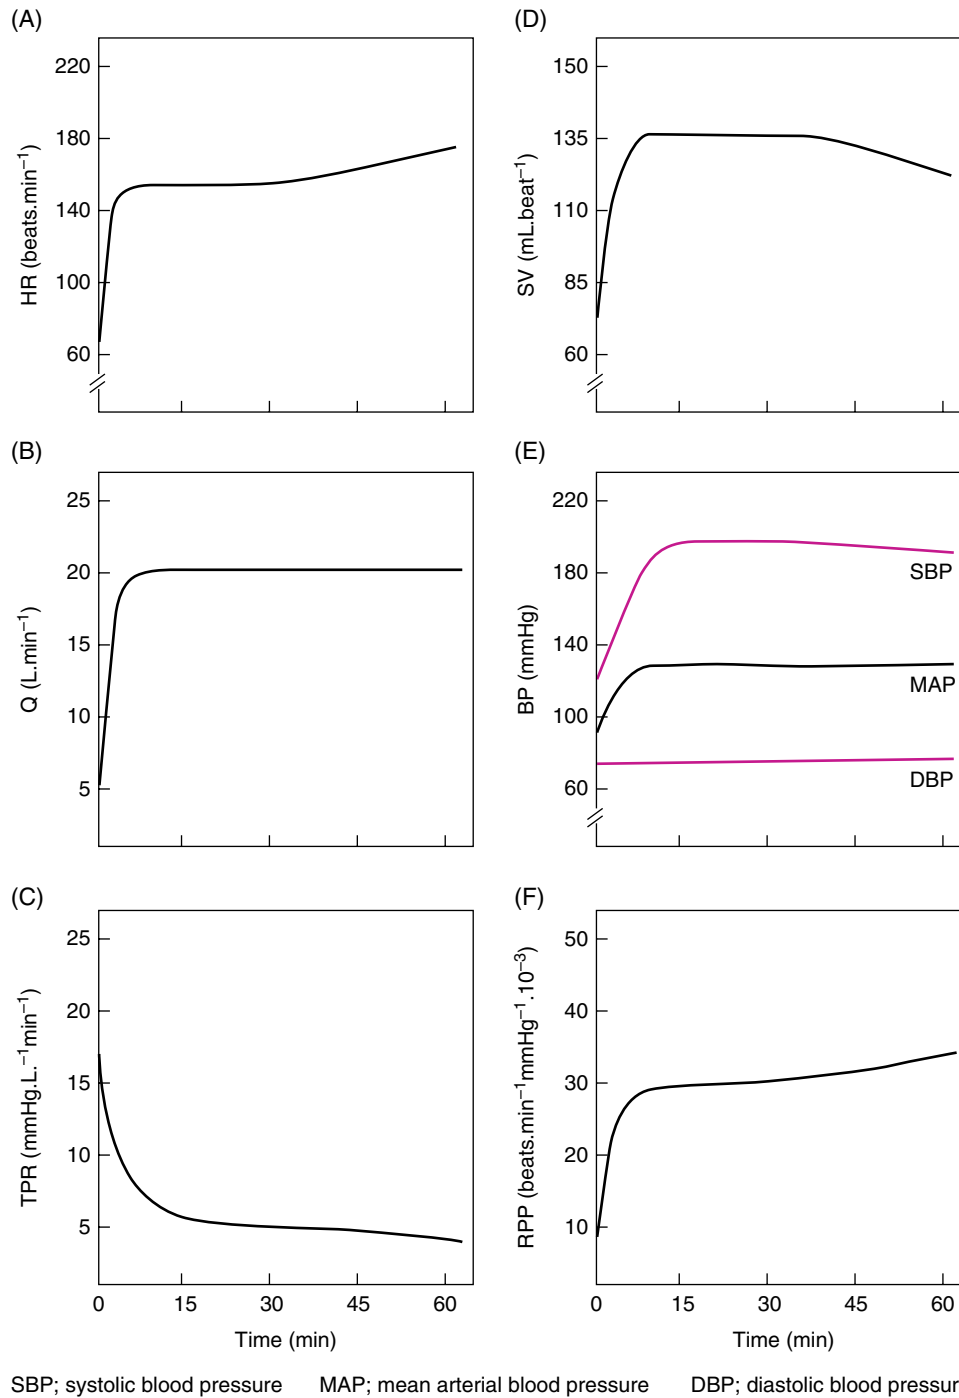 (A)
HR (beats.min⁻¹)
220
180
140
100
60
(D)
SV (mL.beat⁻¹)
150
135
110
85
60
(B)
Q (L.min⁻¹)
25
20
15
10
5
(E)
BP (mmHg)
220
180
140
100
60
SBP
MAP
DBP
(C)
TPR (mmHg.L.⁻¹min⁻¹)
25
20
15
10
5
0 15 30 45 60
Time (min)
(F)
RPP (beats.min⁻¹mmHg⁻¹.10⁻³)
50
40
30
20
10
0 15 30 45 60
Time (min)
SBP; systolic blood pressure MAP; mean arterial blood pressure DBP; diastolic blood pressur